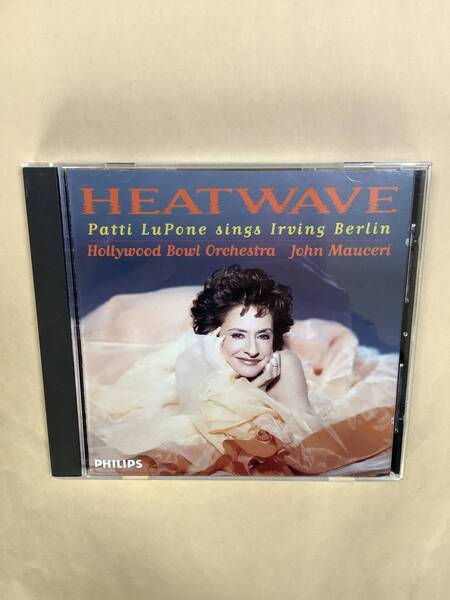 HEATWAVE
Patti LuPone sings Irving Berlin
Hollywood Bowl Orchestra John Mauceri
PHILIPS